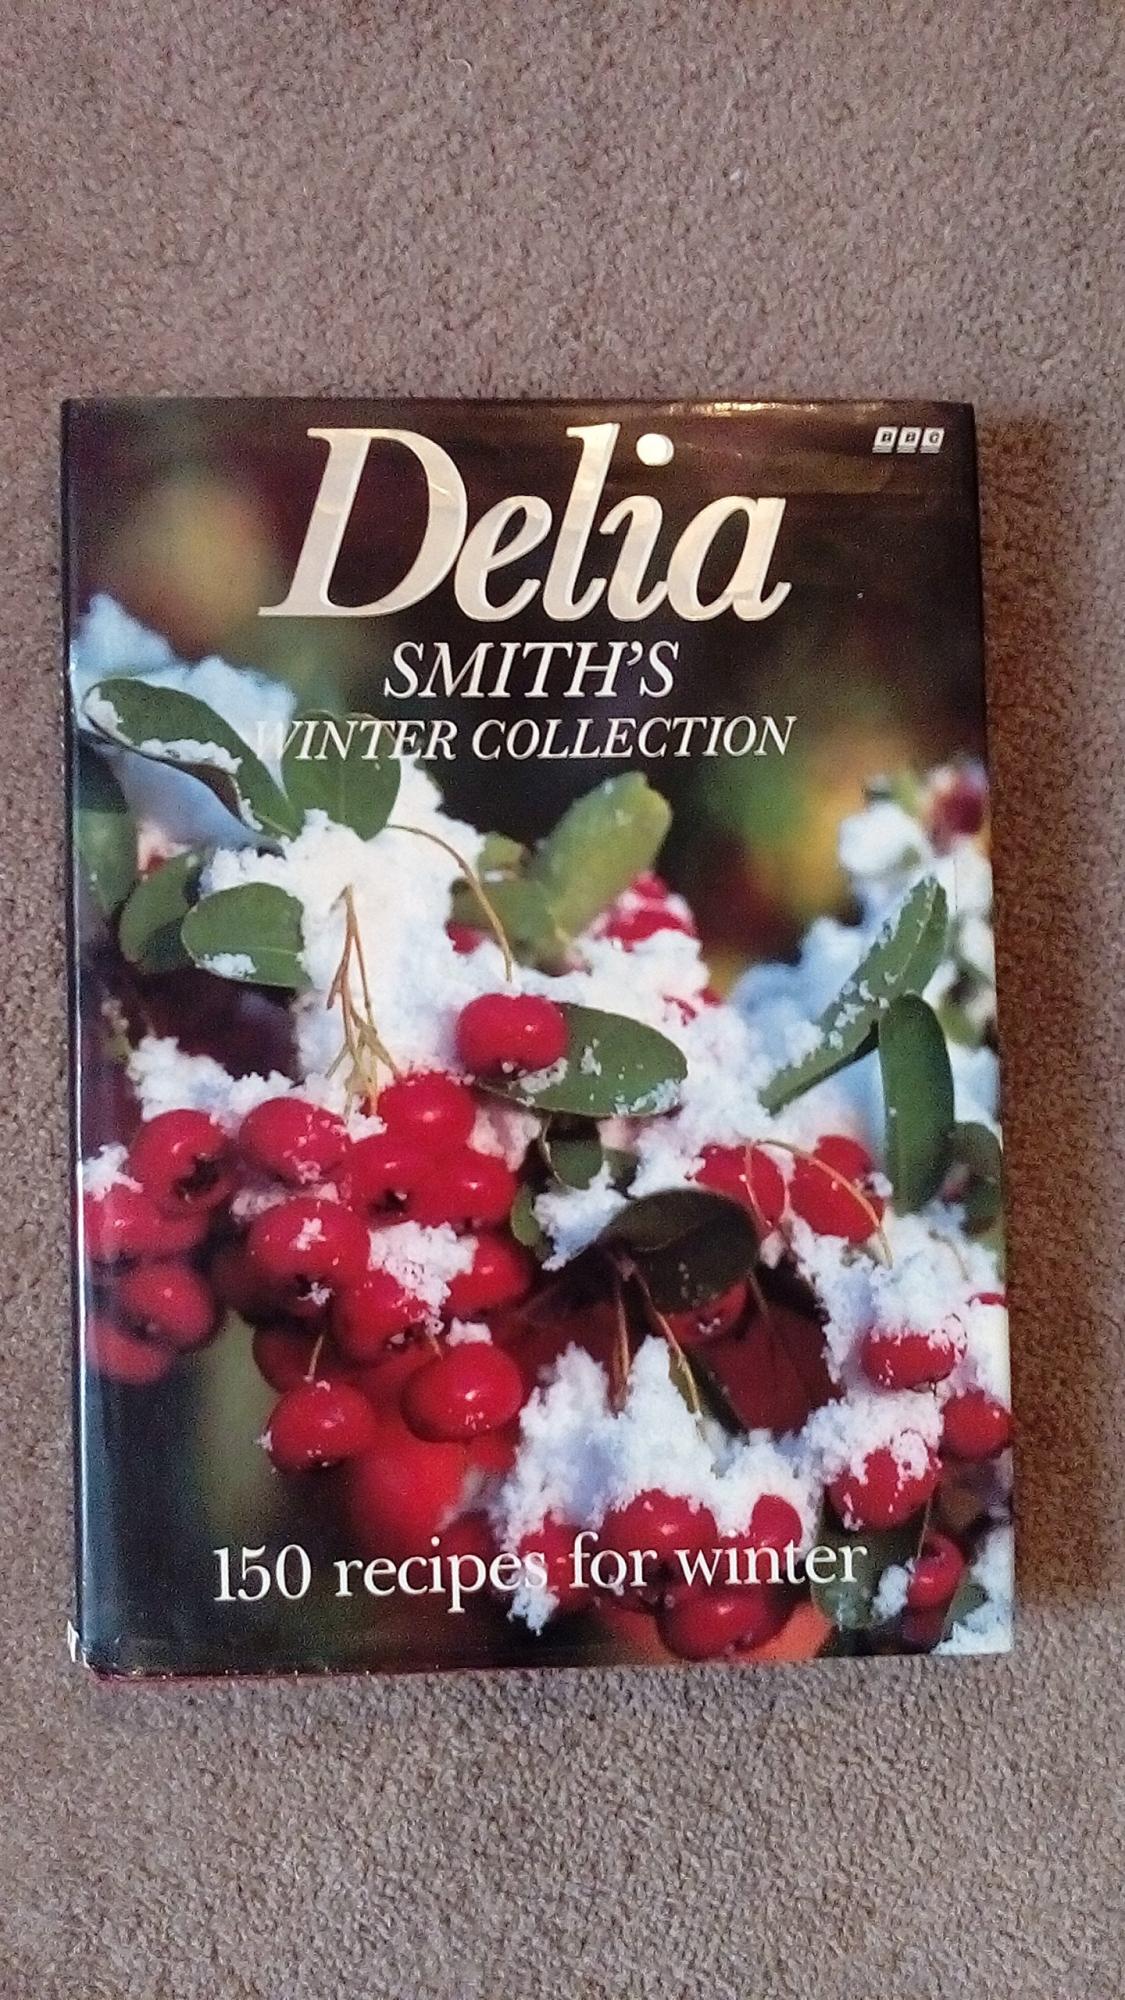 BBC
Delia
SMITH'S
WINTER COLLECTION
150 recipes for winter